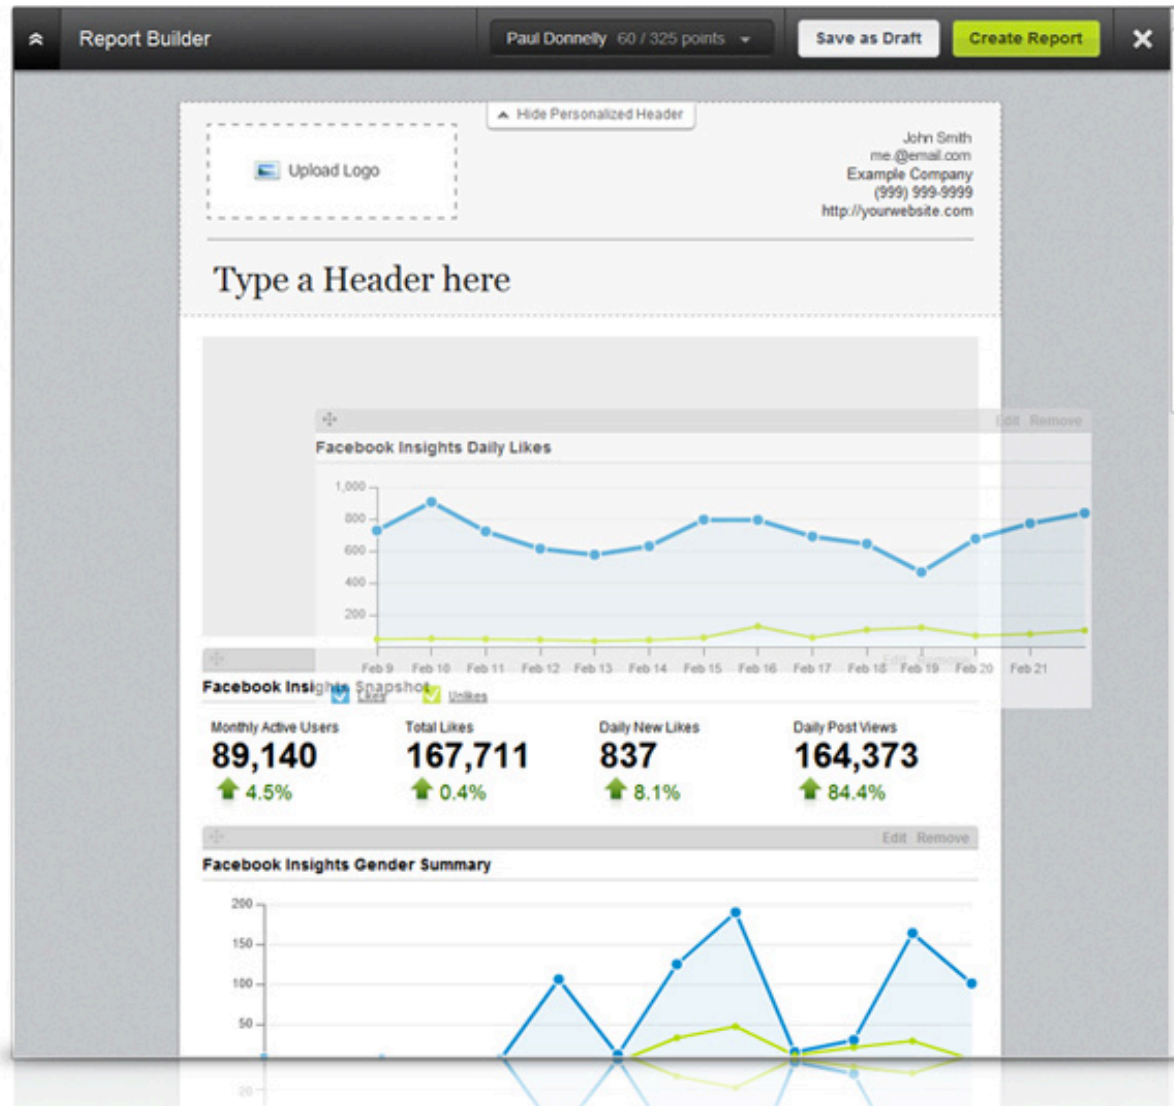 Report Builder
Paul Donnelly 60 / 325 points
Save as Draft
Create Report
Hide Personalized Header
Upload Logo
John Smith
me.@email.com
Example Company
(999) 999-9999
http://yourwebsite.com
Type a Header here
Edit Remove
Facebook Insights Daily Likes
1,000
800
600
400
200
Feb 9 Feb 10 Feb 11 Feb 12 Feb 13 Feb 14 Feb 15 Feb 16 Feb 17 Feb 18 Feb 19 Feb 20 Feb 21
Likes Unlikes
Edit Remove
Facebook Insights Snapshot
Monthly Active Users
89,140
4.5%
Total Likes
167,711
0.4%
Daily New Likes
837
8.1%
Daily Post Views
164,373
84.4%
Edit Remove
Facebook Insights Gender Summary
200
150
100
50